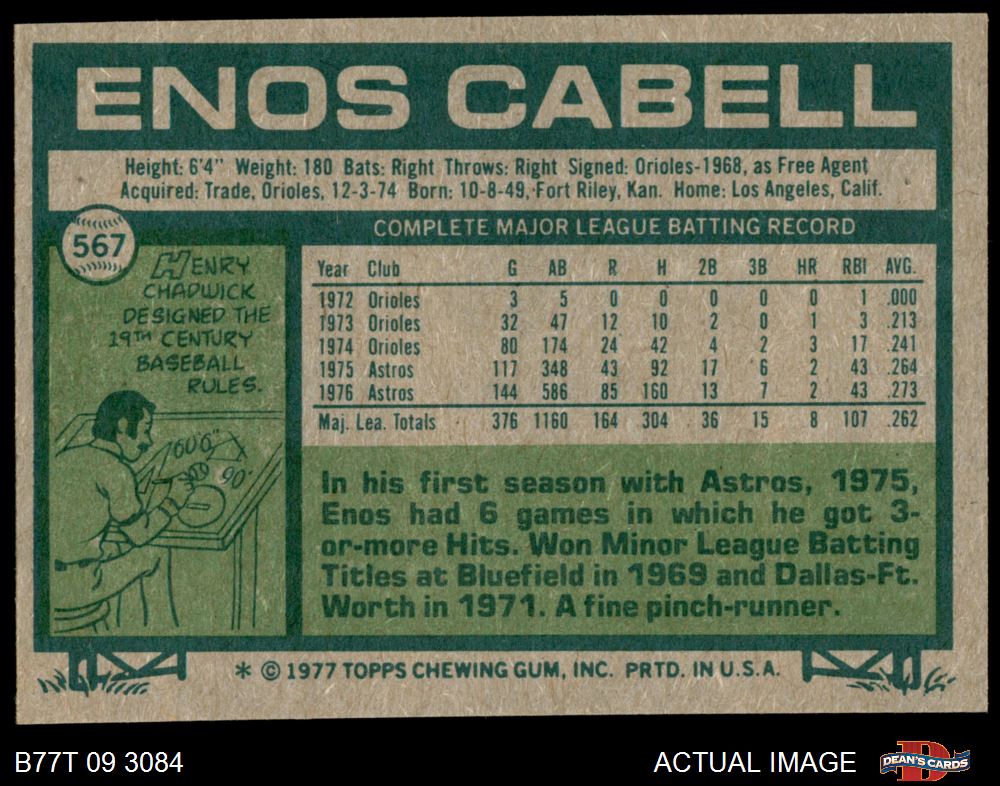 ENOS CABELL
Height: 6'4" Weight: 180 Bats: Right Throws: Right Signed: Orioles-1968, as Free Agent
Acquired: Trade, Orioles, 12-3-74 Born: 10-8-49, Fort Riley, Kan. Home: Los Angeles, Calif.
567
HENRY
CHADWICK
DESIGNED THE
19TH CENTURY
BASEBALL
RULES.
60'6"
90'
COMPLETE MAJOR LEAGUE BATTING RECORD
Year Club G AB R H 2B 3B HR RBI AVG.
1972 Orioles 3 5 0 0 0 0 0 1 .000
1973 Orioles 32 47 12 10 2 0 1 3 .213
1974 Orioles 80 174 24 42 4 2 3 17 .241
1975 Astros 117 348 43 92 17 6 2 43 .264
1976 Astros 144 586 85 160 13 7 2 43 .273
Maj. Lea. Totals 376 1160 164 304 36 15 8 107 .262
In his first season with Astros, 1975,
Enos had 6 games in which he got 3-
or-more Hits. Won Minor League Batting
Titles at Bluefield in 1969 and Dallas-Ft.
Worth in 1971. A fine pinch-runner.
* © 1977 TOPPS CHEWING GUM, INC. PRTD. IN U.S.A.
B77T 09 3084
ACTUAL IMAGE
DEAN'S CARDS